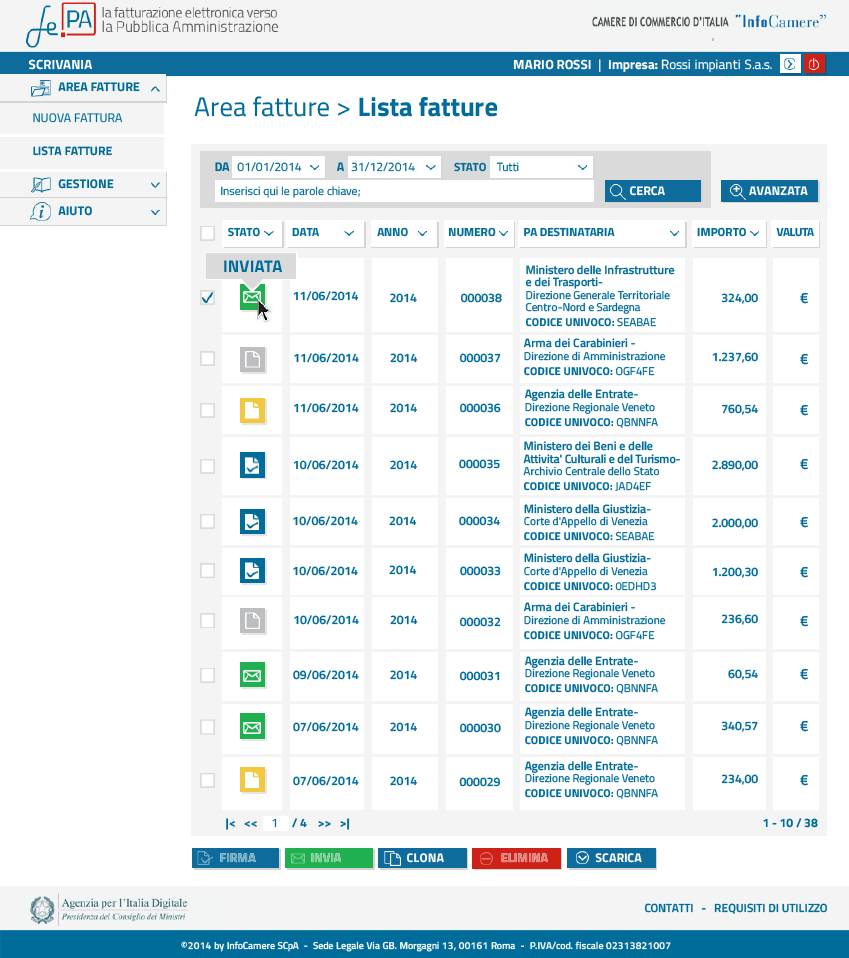 fe.PA la fatturazione elettronica verso
la Pubblica Amministrazione
CAMERE DI COMMERCIO D'ITALIA "InfoCamere"
SCRIVANIA
MARIO ROSSI | Impresa: Rossi impianti S.a.s.
AREA FATTURE
NUOVA FATTURA
LISTA FATTURE
GESTIONE
AIUTO
Area fatture > Lista fatture
DA 01/01/2014 A 31/12/2014 STATO Tutti
Inserisci qui le parole chiave; CERCA AVANZATA
STATO DATA ANNO NUMERO PA DESTINATARIA IMPORTO VALUTA
INVIATA
Ministero delle Infrastrutture
e dei Trasporti-
11/06/2014 2014 000038 Direzione Generale Territoriale 324,00 €
Centro-Nord e Sardegna
CODICE UNIVOCO: SEABAE
Arma dei Carabinieri -
11/06/2014 2014 000037 Direzione di Amministrazione 1.237,60 €
CODICE UNIVOCO: OGF4FE
Agenzia delle Entrate-
11/06/2014 2014 000036 Direzione Regionale Veneto 760,54 €
CODICE UNIVOCO: QBNNFA
Ministero dei Beni e delle
Attivita' Culturali e del Turismo-
10/06/2014 2014 000035 Archivio Centrale dello Stato 2.890,00 €
CODICE UNIVOCO: JAD4EF
Ministero della Giustizia-
10/06/2014 2014 000034 Corte d'Appello di Venezia 2.000,00 €
CODICE UNIVOCO: SEABAE
Ministero della Giustizia-
10/06/2014 2014 000033 Corte d'Appello di Venezia 1.200,30 €
CODICE UNIVOCO: 0EDHD3
Arma dei Carabinieri -
10/06/2014 2014 000032 Direzione di Amministrazione 236,60 €
CODICE UNIVOCO: OGF4FE
Agenzia delle Entrate-
09/06/2014 2014 000031 Direzione Regionale Veneto 60,54 €
CODICE UNIVOCO: QBNNFA
Agenzia delle Entrate-
07/06/2014 2014 000030 Direzione Regionale Veneto 340,57 €
CODICE UNIVOCO: QBNNFA
Agenzia delle Entrate-
07/06/2014 2014 000029 Direzione Regionale Veneto 234,00 €
CODICE UNIVOCO: QBNNFA
|< << 1 / 4 >> >| 1 - 10 / 38
FIRMA INVIA CLONA ELIMINA SCARICA
Agenzia per l'Italia Digitale
Presidenza del Consiglio dei Ministri
CONTATTI - REQUISITI DI UTILIZZO
©2014 by InfoCamere SCpA - Sede Legale Via GB. Morgagni 13, 00161 Roma - P.IVA/cod. fiscale 02313821007